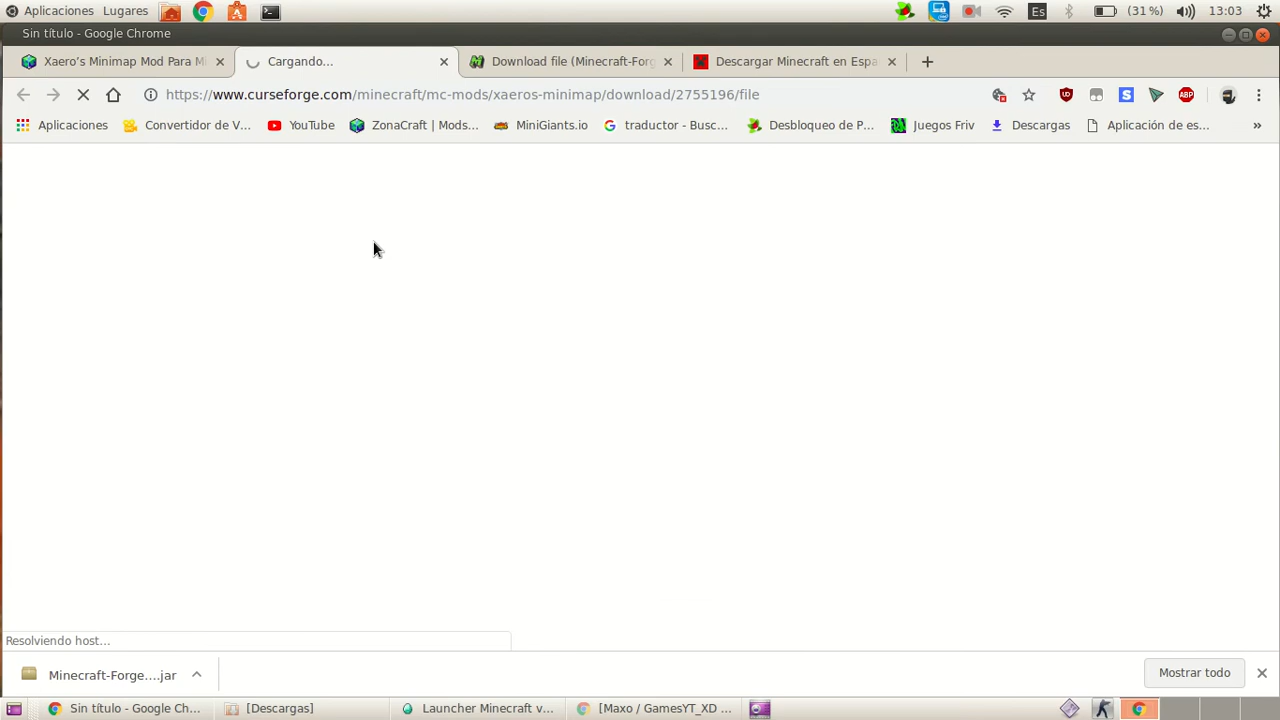 Aplicaciones Lugares Es (31%) 13:03
Sin título - Google Chrome
Xaero's Minimap Mod Para Mi Cargando... Download file (Minecraft-Forg Descargar Minecraft en Espa
https://www.curseforge.com/minecraft/mc-mods/xaeros-minimap/download/2755196/file
Aplicaciones Convertidor de V... YouTube ZonaCraft | Mods... MiniGiants.io traductor - Busc... Desbloqueo de P... Juegos Friv Descargas Aplicación de es... »
Resolviendo host...
Minecraft-Forge....jar Mostrar todo
Sin título - Google Ch... [Descargas] Launcher Minecraft v... [Maxo / GamesYT_XD ...